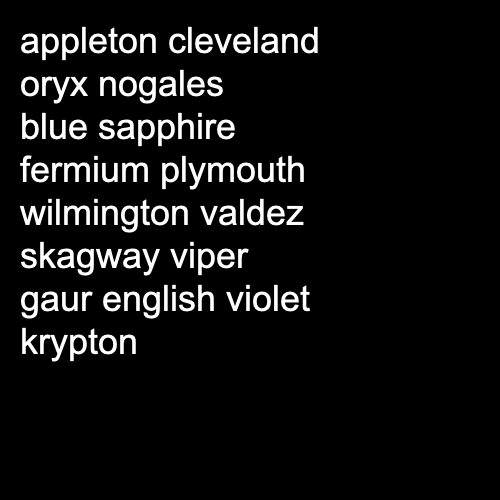 appleton cleveland
oryx nogales
blue sapphire
fermium plymouth
wilmington valdez
skagway viper
gaur english violet
krypton